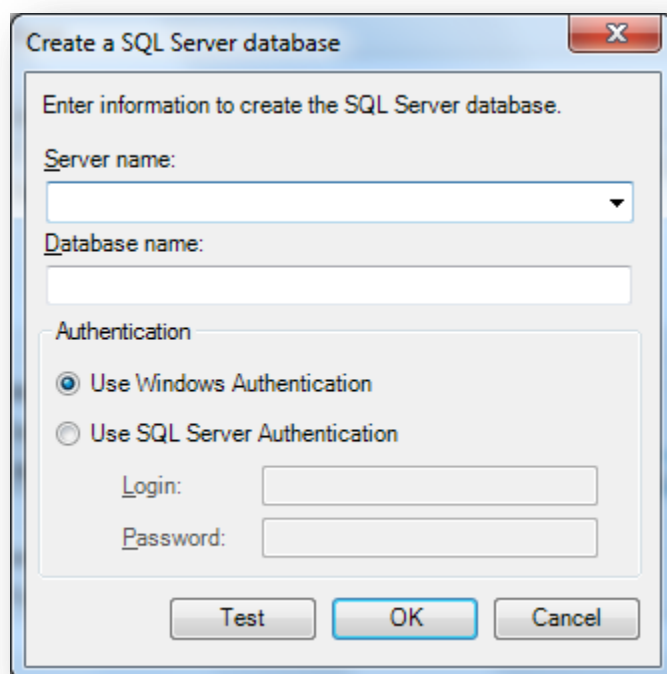 Create a SQL Server database
Enter information to create the SQL Server database.
Server name:
Database name:
Authentication
Use Windows Authentication
Use SQL Server Authentication
Login:
Password:
Test OK Cancel